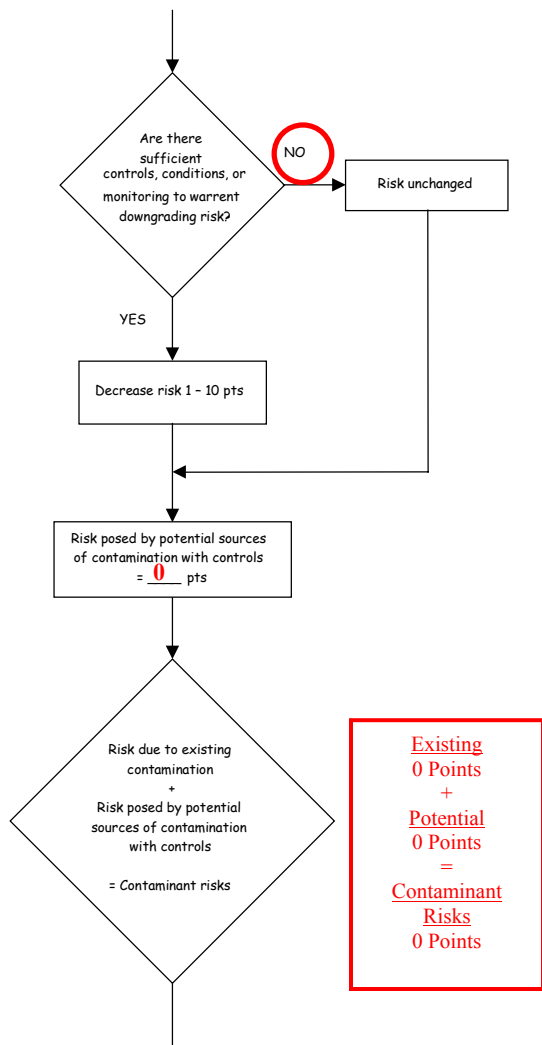 Are there
sufficient
controls, conditions, or
monitoring to warrent
downgrading risk?
NO
Risk unchanged
YES
Decrease risk 1 – 10 pts
Risk posed by potential sources
of contamination with controls
= 0 pts
Risk due to existing
contamination
+
Risk posed by potential
sources of contamination
with controls
= Contaminant risks
Existing
0 Points
+
Potential
0 Points
=
Contaminant
Risks
0 Points